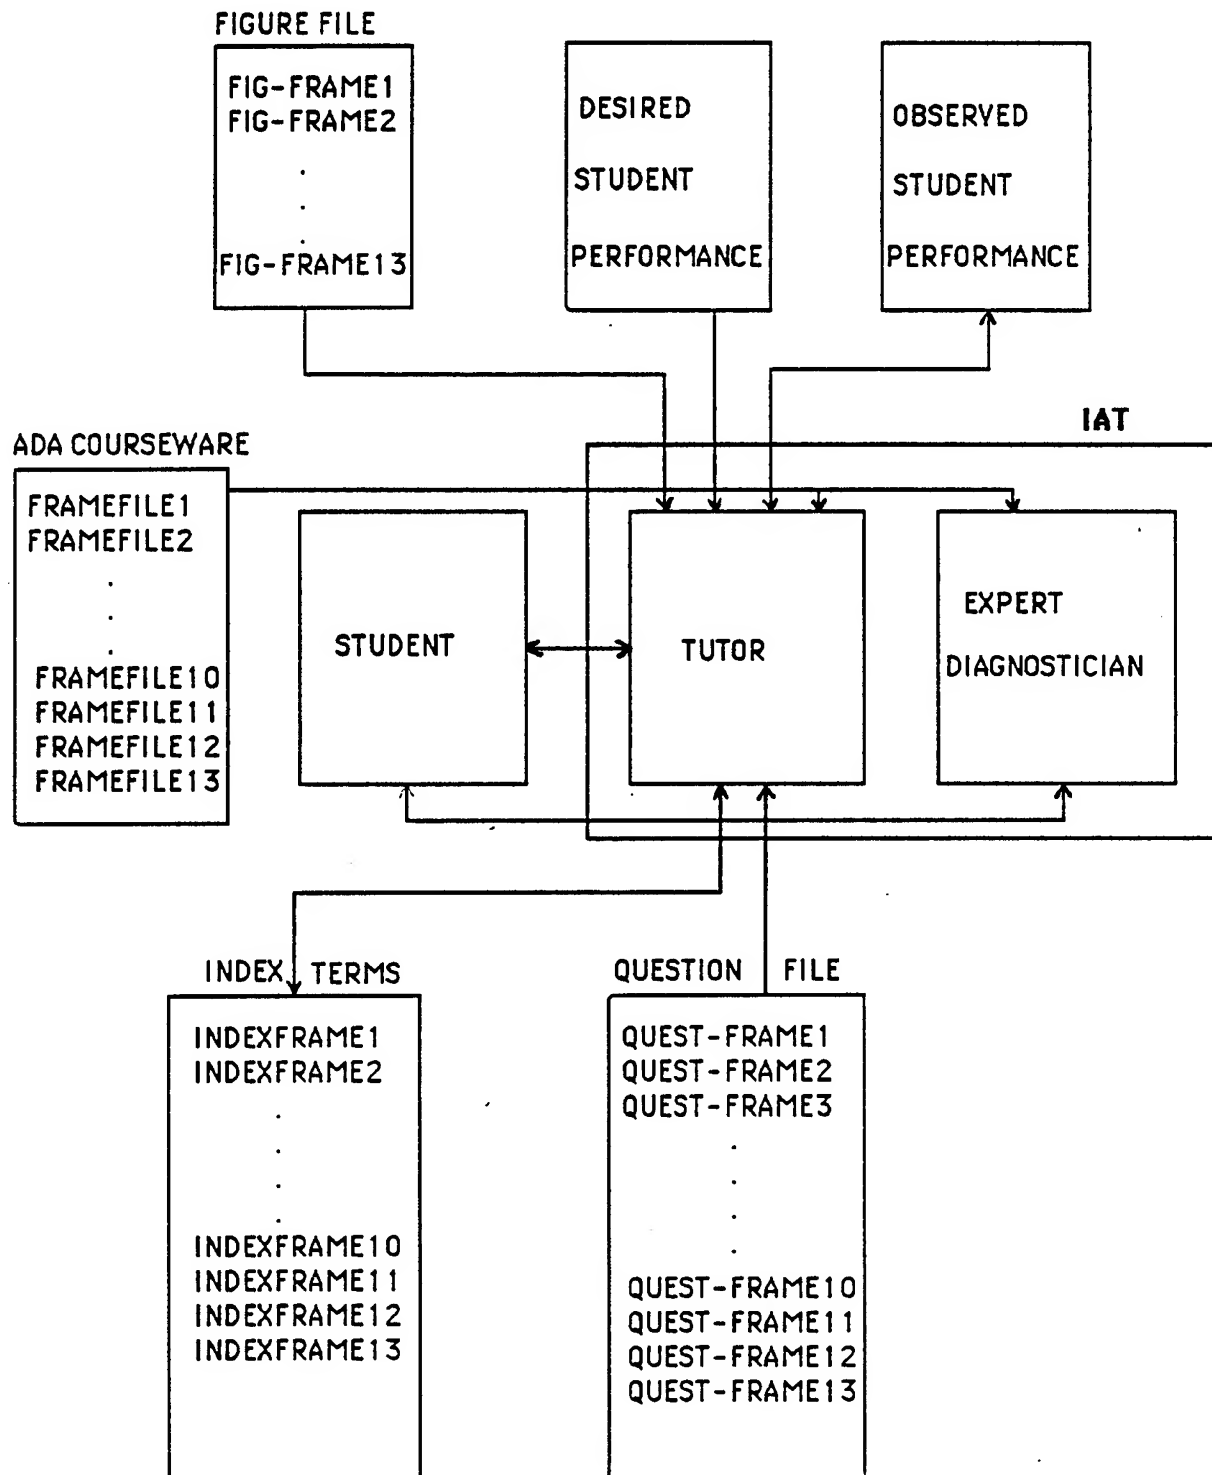 FIGURE FILE
FIG-FRAME1
FIG-FRAME2
.
.
.
FIG-FRAME13
DESIRED
STUDENT
PERFORMANCE
OBSERVED
STUDENT
PERFORMANCE
IAT
ADA COURSEWARE
FRAMEFILE1
FRAMEFILE2
.
.
.
FRAMEFILE10
FRAMEFILE11
FRAMEFILE12
FRAMEFILE13
STUDENT
TUTOR
EXPERT
DIAGNOSTICIAN
INDEX TERMS
INDEXFRAME1
INDEXFRAME2
.
.
.
.
INDEXFRAME10
INDEXFRAME11
INDEXFRAME12
INDEXFRAME13
QUESTION FILE
QUEST-FRAME1
QUEST-FRAME2
QUEST-FRAME3
.
.
.
.
QUEST-FRAME10
QUEST-FRAME11
QUEST-FRAME12
QUEST-FRAME13